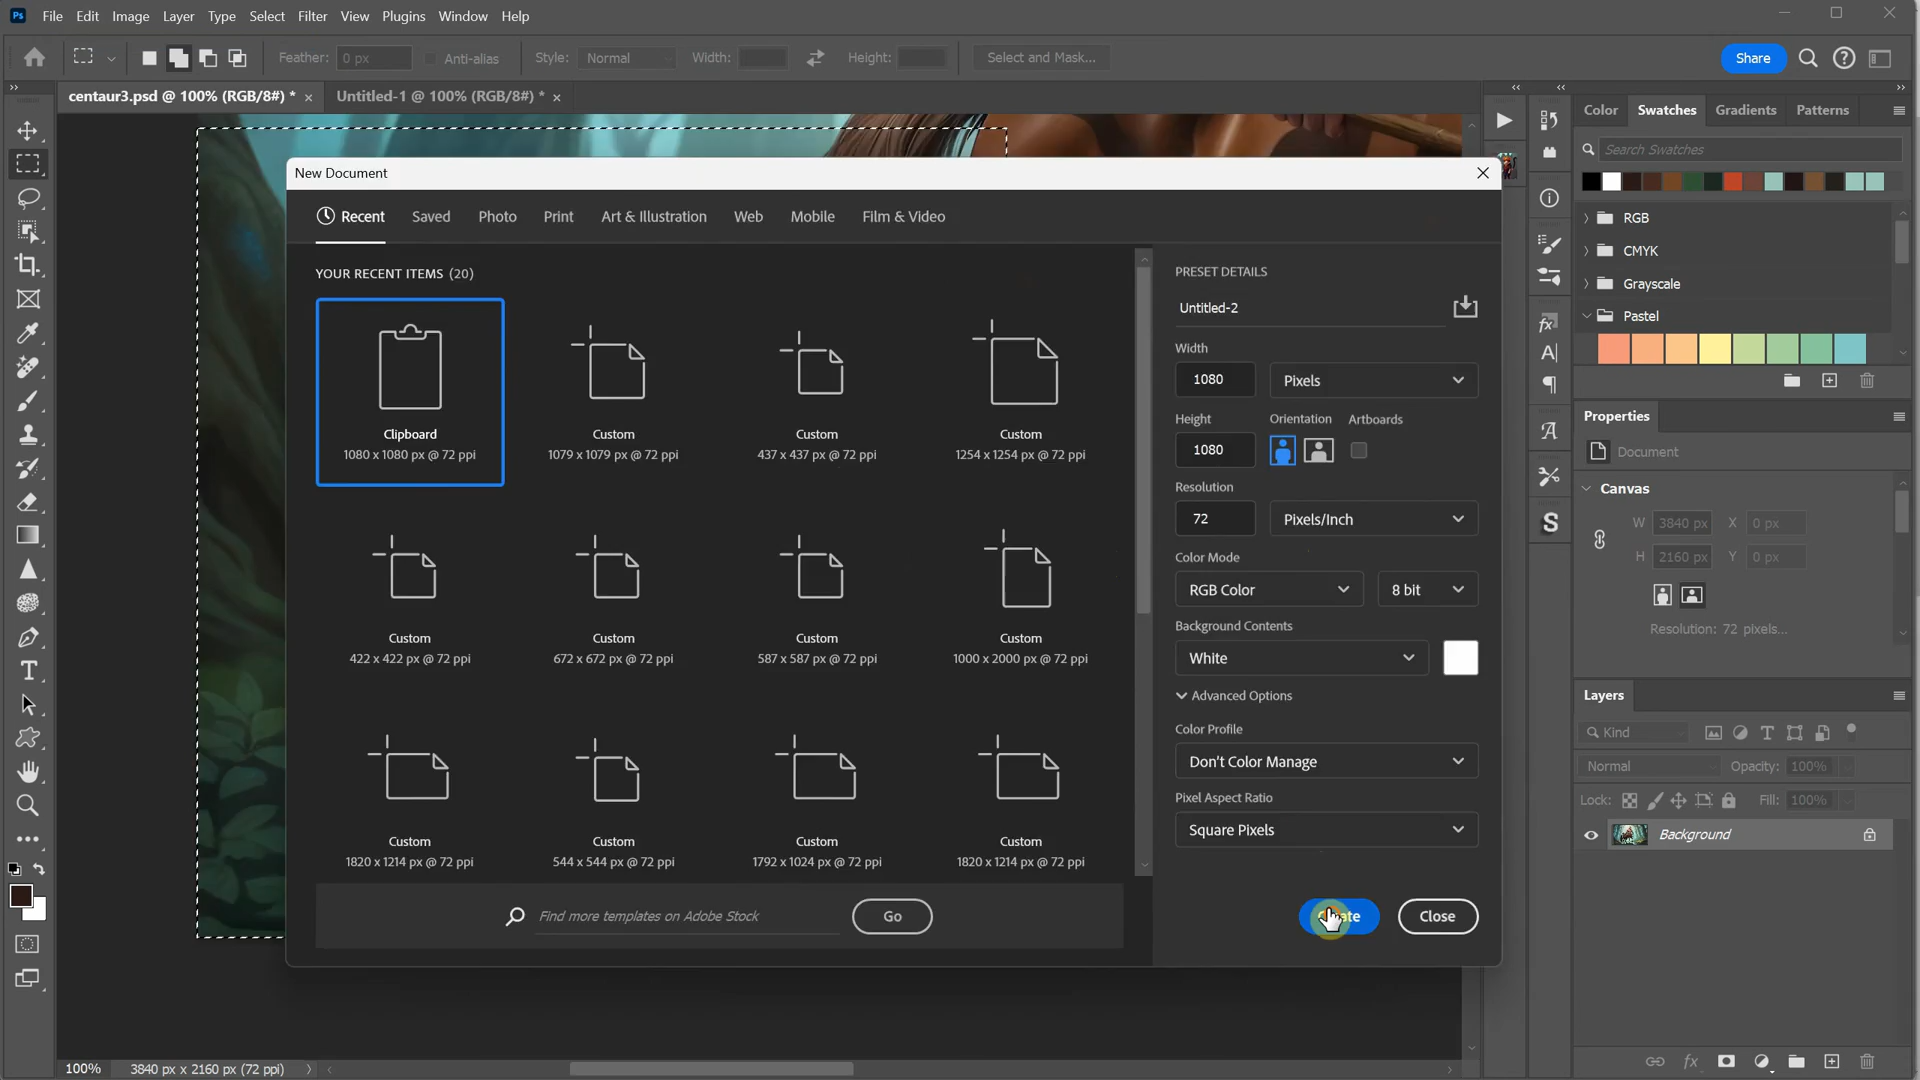 Ps File Edit Image Layer Type Select Filter View Plugins Window Help
Feather: 0 px Anti-alias Style: Normal Width: Height: Select and Mask... Share
centaur3.psd @ 100% (RGB/8#) * × Untitled-1 @ 100% (RGB/8#) * ×
Color Swatches Gradients Patterns
Search Swatches
RGB
CMYK
Grayscale
Pastel
New Document
Recent Saved Photo Print Art & Illustration Web Mobile Film & Video
YOUR RECENT ITEMS (20)
Clipboard
1080 x 1080 px @ 72 ppi
Custom
1079 x 1079 px @ 72 ppi
Custom
437 x 437 px @ 72 ppi
Custom
1254 x 1254 px @ 72 ppi
Custom
422 x 422 px @ 72 ppi
Custom
672 x 672 px @ 72 ppi
Custom
587 x 587 px @ 72 ppi
Custom
1000 x 2000 px @ 72 ppi
Custom
1820 x 1214 px @ 72 ppi
Custom
544 x 544 px @ 72 ppi
Custom
1792 x 1024 px @ 72 ppi
Custom
1820 x 1214 px @ 72 ppi
Find more templates on Adobe Stock Go
PRESET DETAILS
Untitled-2
Width
1080 Pixels
Height Orientation Artboards
1080
Resolution
72 Pixels/Inch
Color Mode
RGB Color 8 bit
Background Contents
White
Advanced Options
Color Profile
Don't Color Manage
Pixel Aspect Ratio
Square Pixels
Close
Properties
Document
Canvas
W 3840 px X 0 px
H 2160 px Y 0 px
Resolution: 72 pixels...
Layers
Kind
Normal Opacity: 100%
Lock: Fill: 100%
Background
100% 3840 px x 2160 px (72 ppi)